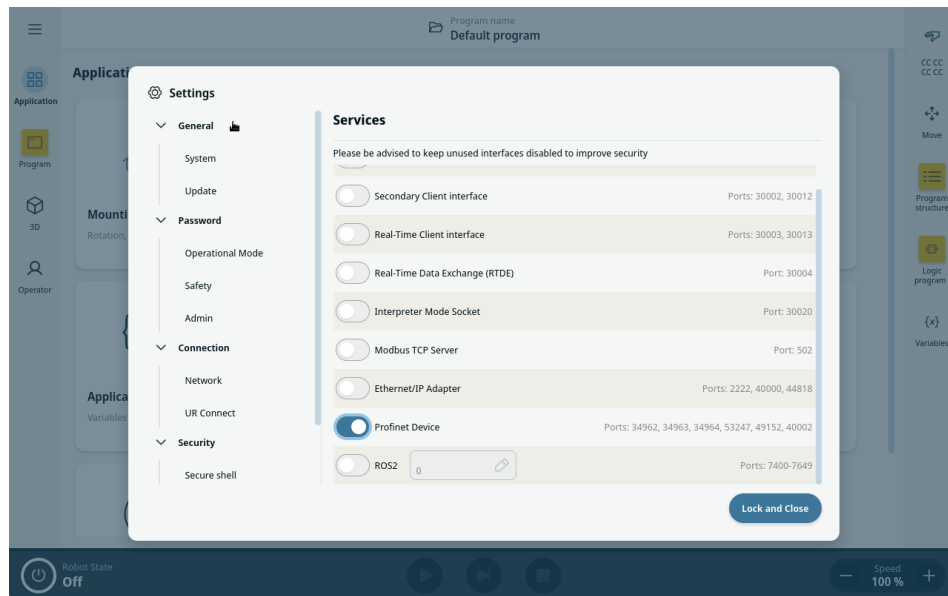 Program name
Default program
Application
Program
3D
Operator
Mounti
Rotation,
Applica
Variables
CC CC
CC CC
Move
Program
structure
Logic
program
{x}
Variables
Settings
General
System
Update
Password
Operational Mode
Safety
Admin
Connection
Network
UR Connect
Security
Secure shell
Services
Please be advised to keep unused interfaces disabled to improve security
Secondary Client interface Ports: 30002, 30012
Real-Time Client interface Ports: 30003, 30013
Real-Time Data Exchange (RTDE) Port: 30004
Interpreter Mode Socket Port: 30020
Modbus TCP Server Port: 502
Ethernet/IP Adapter Ports: 2222, 40000, 44818
Profinet Device Ports: 34962, 34963, 34964, 53247, 49152, 40002
ROS2 0 Ports: 7400-7649
Lock and Close
Robot State
Off
Speed
100 %